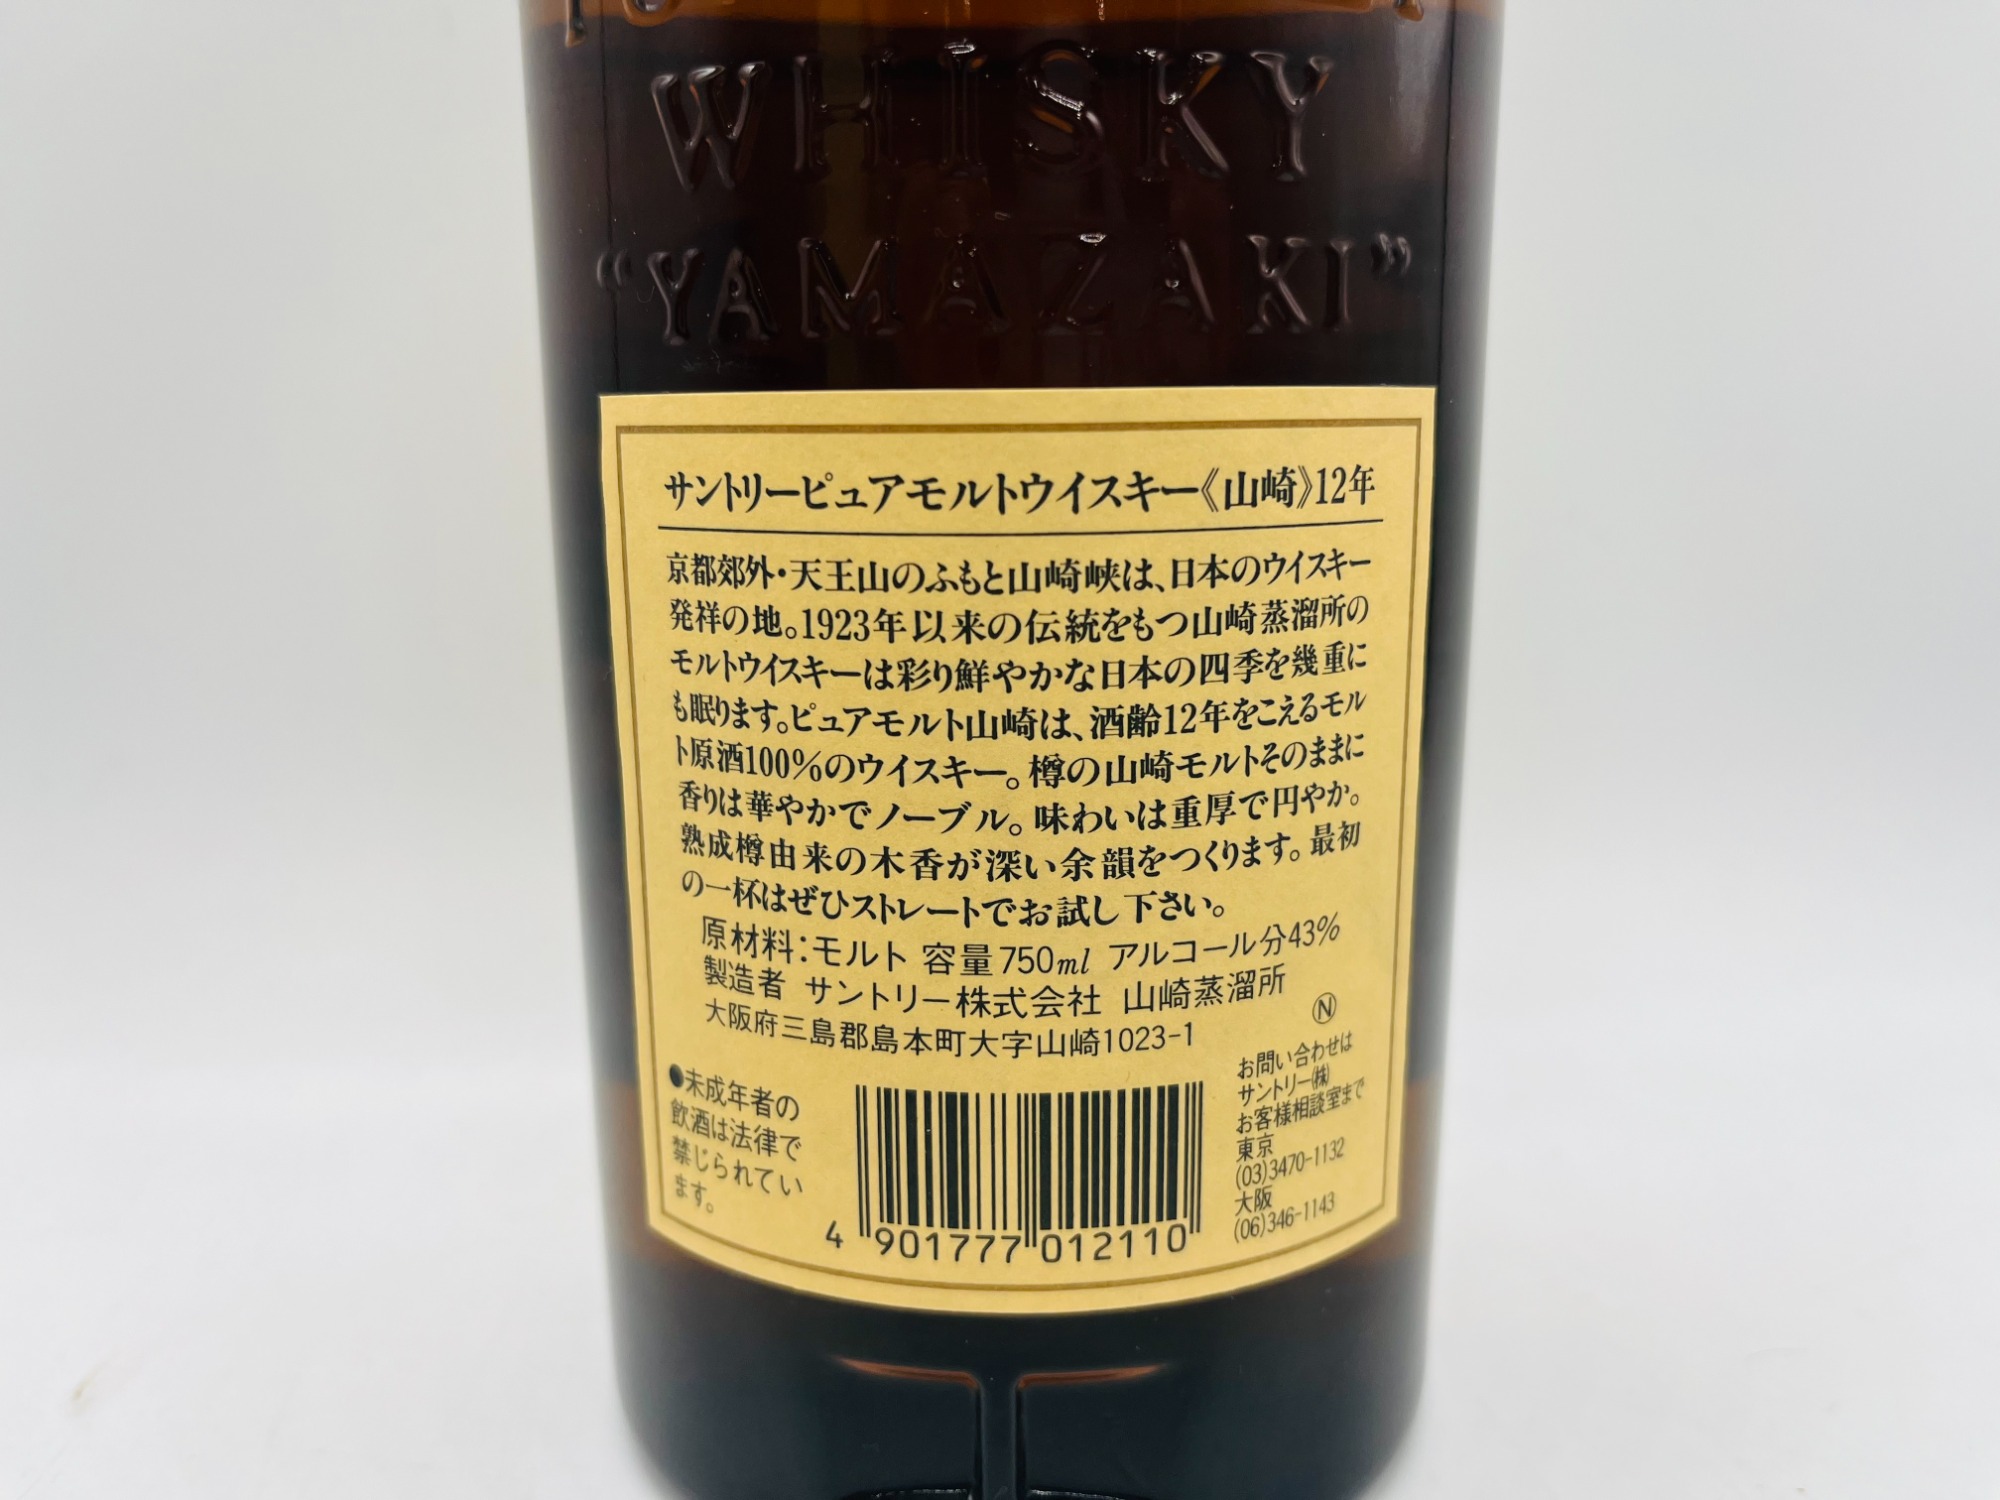 WHISKY
“YAMAZAKI”
サントリーピュアモルトウイスキー《山崎》12年
京都郊外・天王山のふもと山崎峡は、日本のウイスキー
発祥の地。1923年以来の伝統をもつ山崎蒸溜所の
モルトウイスキーは彩り鮮やかな日本の四季を幾重に
も眠ります。ピュアモルト山崎は、酒齢12年をこえるモル
ト原酒100%のウイスキー。樽の山崎モルトそのままに
香りは華やかでノーブル。味わいは重厚で円やか。
熟成樽由来の木香が深い余韻をつくります。最初
の一杯はぜひストレートでお試し下さい。
原材料：モルト 容量750ml アルコール分43%
製造者 サントリー株式会社 山崎蒸溜所
大阪府三島郡島本町大字山崎1023-1
Ⓝ
●未成年者の
飲酒は法律で
禁じられてい
ます。
4 901777 012110
お問い合わせは
サントリー㈱
お客様相談室まで
東京
(03)3470-1132
大阪
(06)346-1143